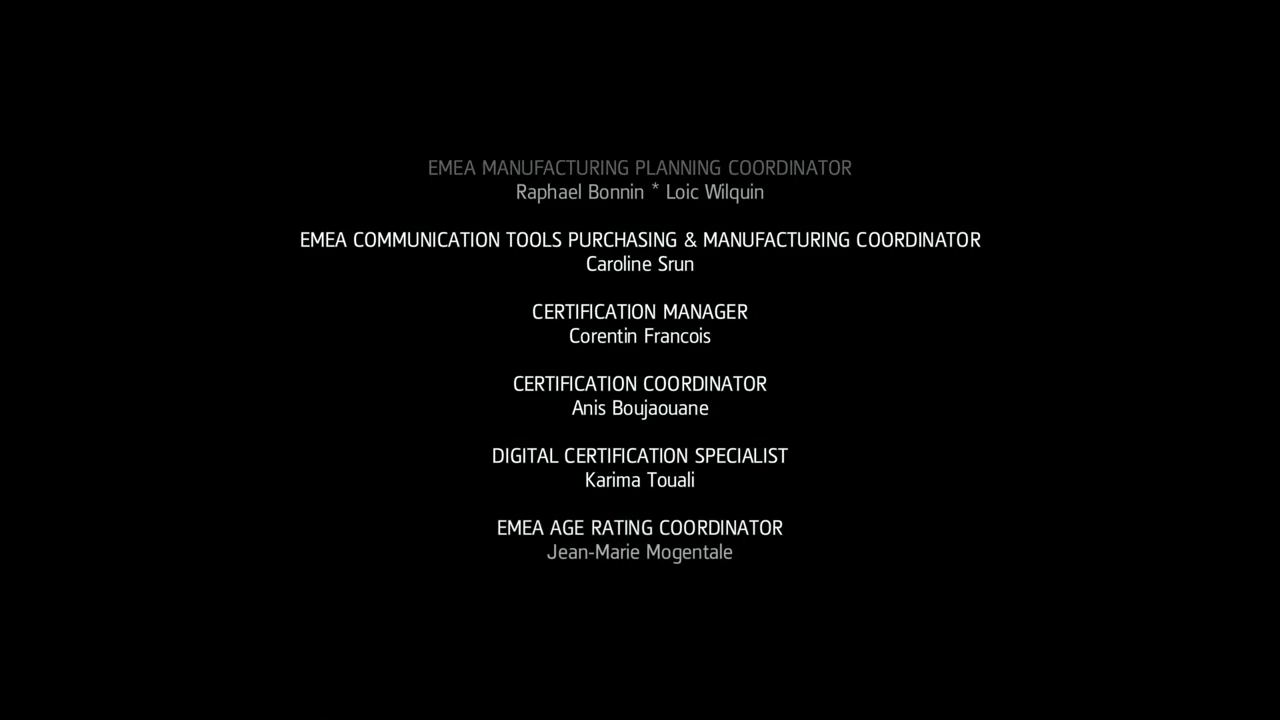 EMEA MANUFACTURING PLANNING COORDINATOR
Raphael Bonnin * Loic Wilquin
EMEA COMMUNICATION TOOLS PURCHASING & MANUFACTURING COORDINATOR
Caroline Srun
CERTIFICATION MANAGER
Corentin Francois
CERTIFICATION COORDINATOR
Anis Boujaouane
DIGITAL CERTIFICATION SPECIALIST
Karima Touali
EMEA AGE RATING COORDINATOR
Jean-Marie Mogentale